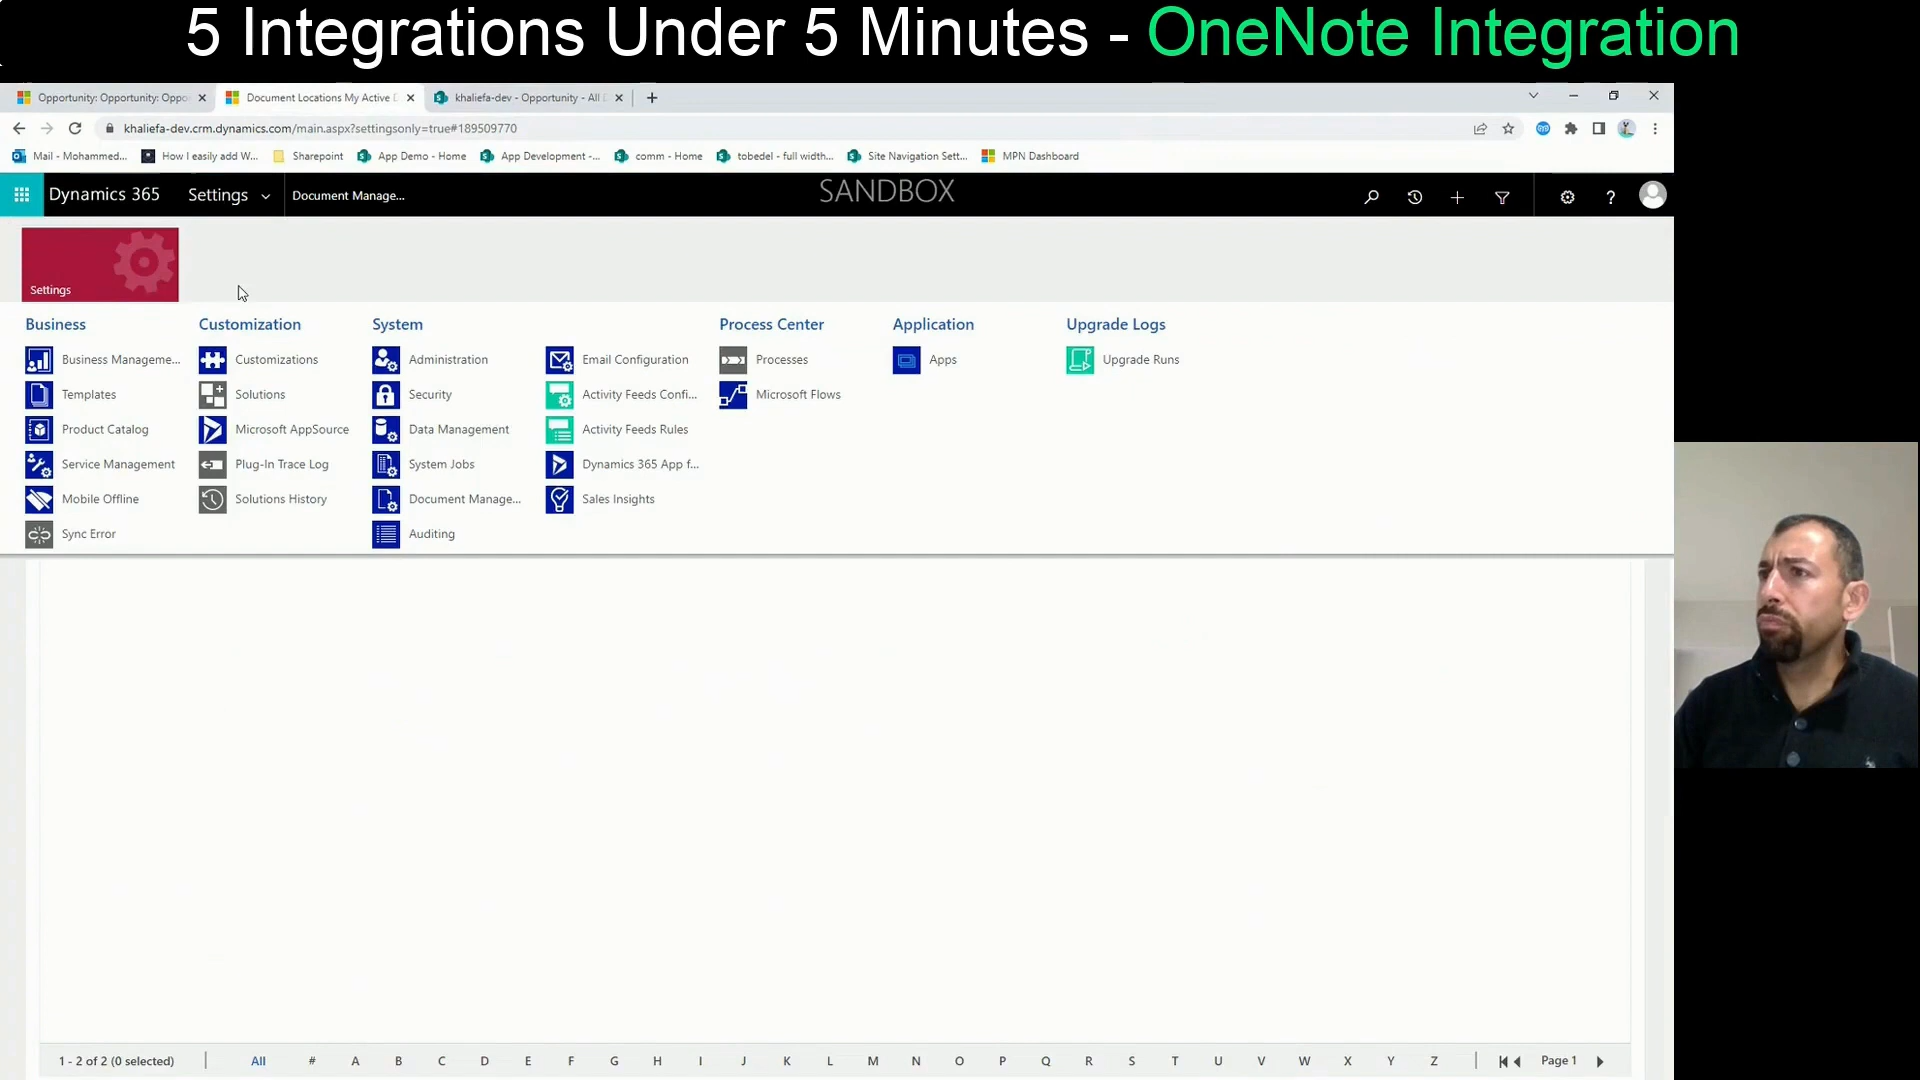 5 Integrations Under 5 Minutes - OneNote Integration
Opportunity: Opportunity: Oppo
Document Locations My Active D
khaliefa-dev - Opportunity - All D
khaliefa-dev.crm.dynamics.com/main.aspx?settingsonly=true#189509770
Mail - Mohammed...
How I easily add W...
Sharepoint
App Demo - Home
App Development -...
comm - Home
tobedel - full width...
Site Navigation Sett...
MPN Dashboard
Dynamics 365
Settings
Document Manage...
SANDBOX
Settings
Business
Business Manageme...
Templates
Product Catalog
Service Management
Mobile Offline
Sync Error
Customization
Customizations
Solutions
Microsoft AppSource
Plug-In Trace Log
Solutions History
System
Administration
Security
Data Management
System Jobs
Document Manage...
Auditing
Email Configuration
Activity Feeds Confi...
Activity Feeds Rules
Dynamics 365 App f...
Sales Insights
Process Center
Processes
Microsoft Flows
Application
Apps
Upgrade Logs
Upgrade Runs
1 - 2 of 2 (0 selected) All # A B C D E F G H I J K L M N O P Q R S T U V W X Y Z Page 1